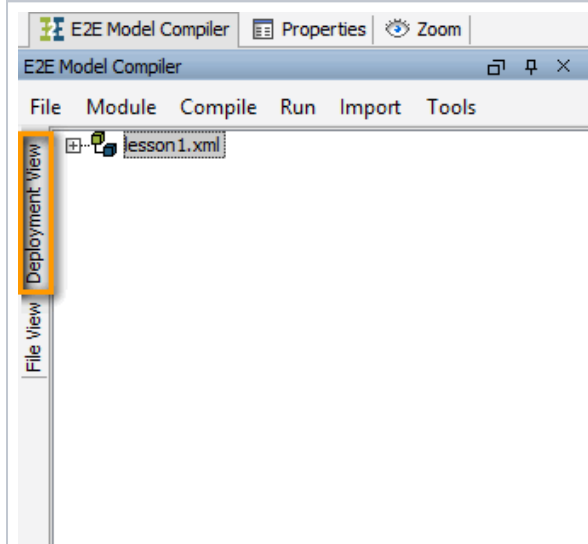 E2E Model Compiler Properties Zoom
E2E Model Compiler
File Module Compile Run Import Tools
lesson1.xml
Deployment View
File View